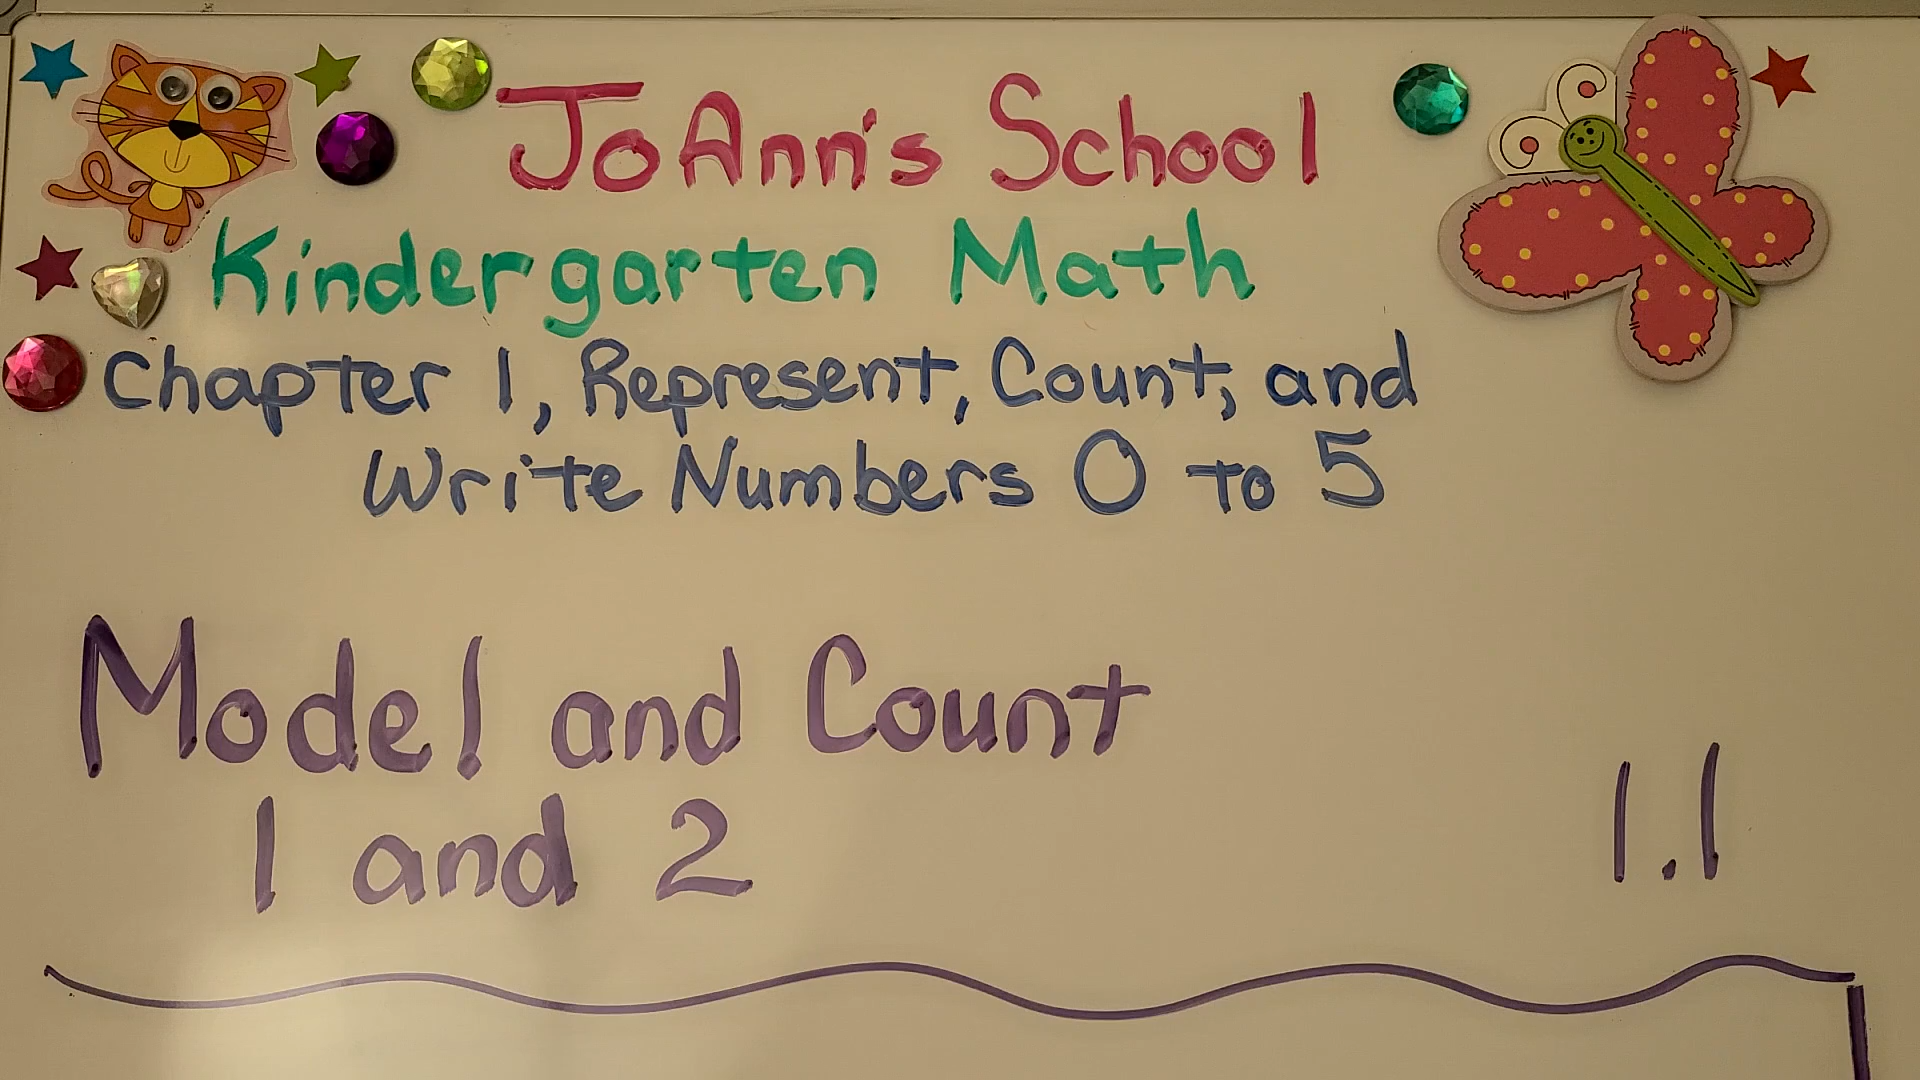 JoAnn's School
Kindergarten Math
Chapter 1, Represent, Count, and
Write Numbers 0 to 5
Model and Count
1 and 2
1.1